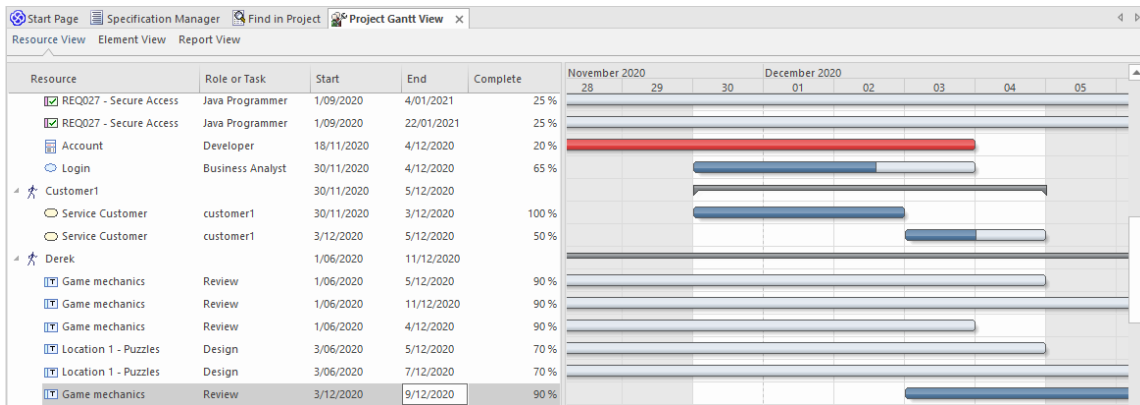 Start Page Specification Manager Find in Project Project Gantt View
Resource View Element View Report View
Resource Role or Task Start End Complete November 2020 December 2020
28 29 30 01 02 03 04 05
REQ027 - Secure Access Java Programmer 1/09/2020 4/01/2021 25 %
REQ027 - Secure Access Java Programmer 1/09/2020 22/01/2021 25 %
Account Developer 18/11/2020 4/12/2020 20 %
Login Business Analyst 30/11/2020 4/12/2020 65 %
Customer1 30/11/2020 5/12/2020
Service Customer customer1 30/11/2020 3/12/2020 100 %
Service Customer customer1 3/12/2020 5/12/2020 50 %
Derek 1/06/2020 11/12/2020
Game mechanics Review 1/06/2020 5/12/2020 90 %
Game mechanics Review 1/06/2020 11/12/2020 90 %
Game mechanics Review 1/06/2020 4/12/2020 90 %
Location 1 - Puzzles Design 3/06/2020 5/12/2020 70 %
Location 1 - Puzzles Design 3/06/2020 7/12/2020 70 %
Game mechanics Review 3/12/2020 9/12/2020 90 %